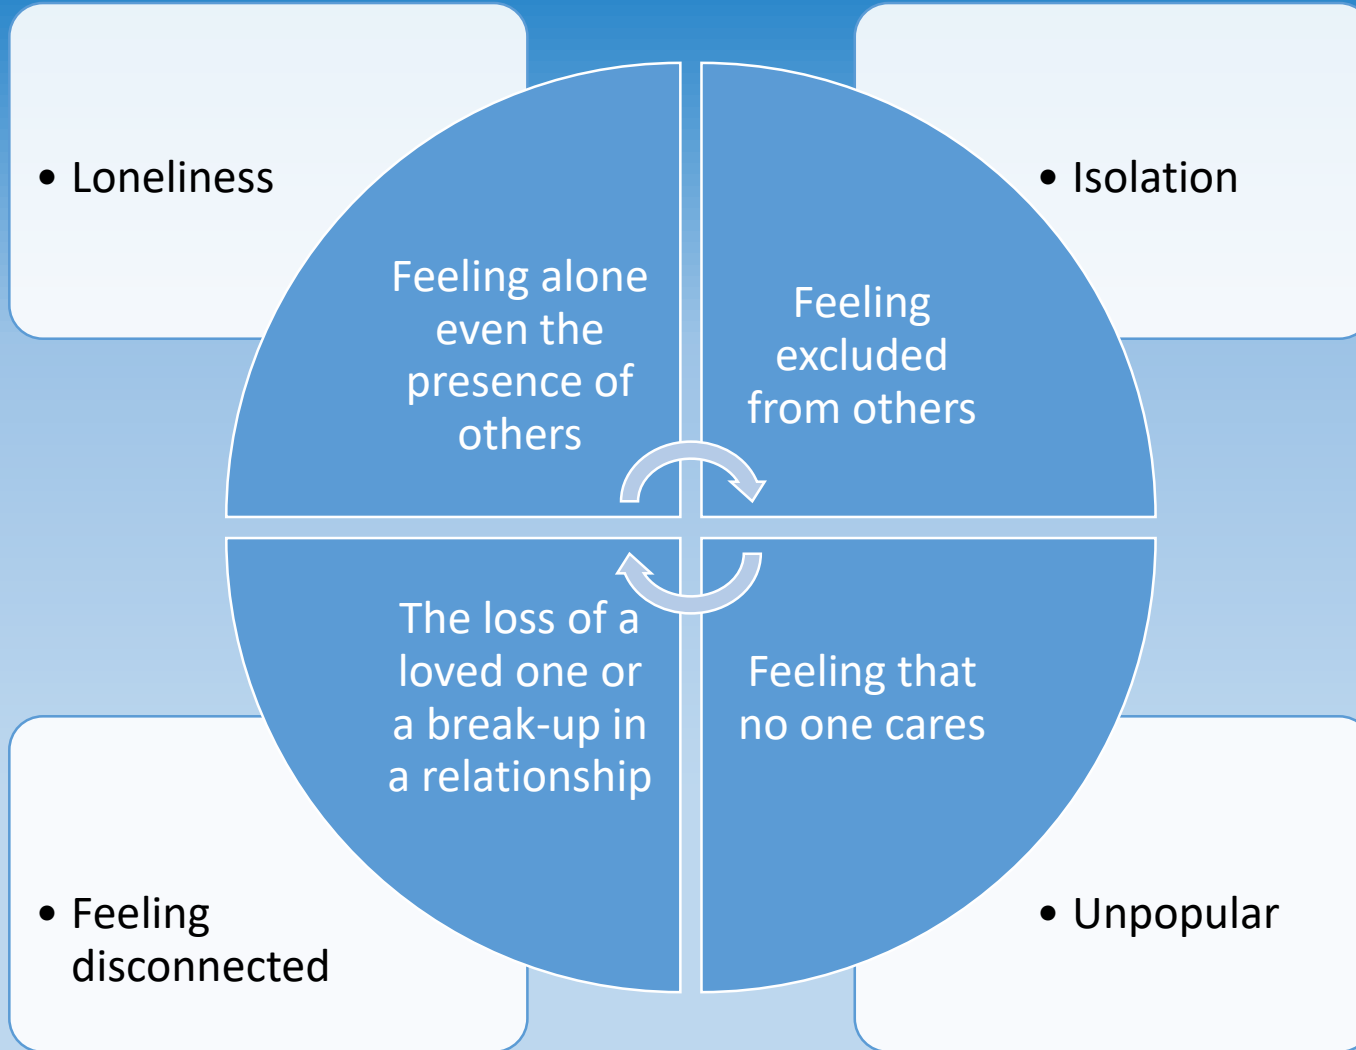 • Loneliness
Feeling alone
even the
presence of
others
• Isolation
Feeling
excluded
from others
The loss of a
loved one or
a break-up in
a relationship
• Feeling
disconnected
Feeling that
no one cares
• Unpopular